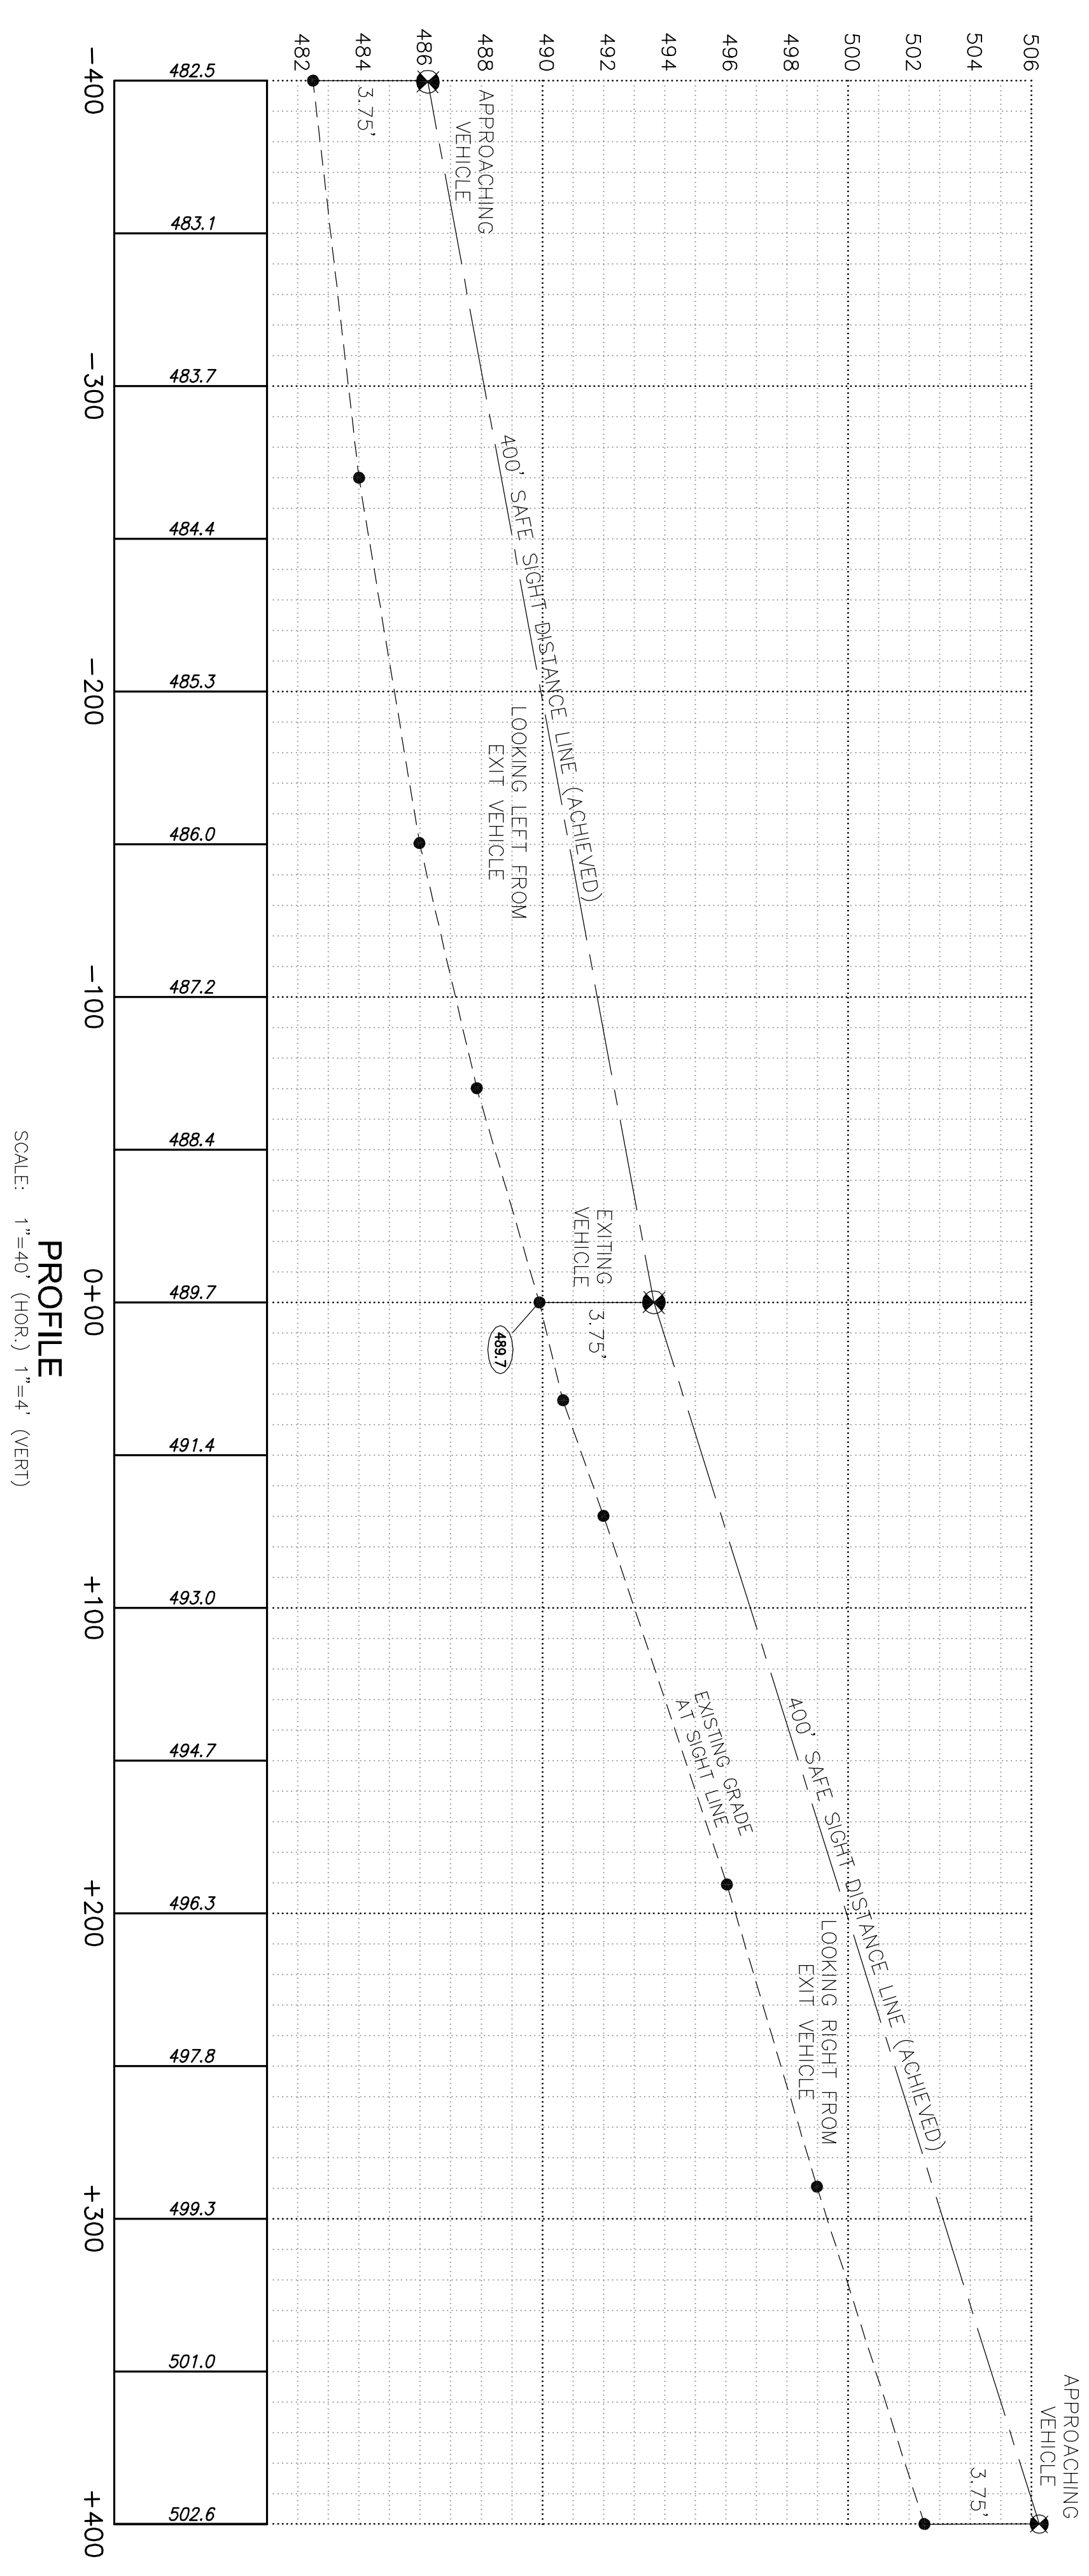 506
504
502
500
498
496
494
492
490
488
486
484
482
APPROACHING
VEHICLE
3.75'
400' SAFE SIGHT DISTANCE LINE (ACHIEVED)
LOOKING LEFT FROM
EXIT VEHICLE
EXITING
VEHICLE
3.75'
489.7
400' SAFE SIGHT DISTANCE LINE (ACHIEVED)
EXISTING GRADE
AT SIGHT LINE
LOOKING RIGHT FROM
EXIT VEHICLE
APPROACHING
VEHICLE
3.75'
482.5 483.1 483.7 484.4 485.3 486.0 487.2 488.4 489.7 491.4 493.0 494.7 496.3 497.8 499.3 501.0 502.6
-400 -300 -200 -100 0+00 +100 +200 +300 +400
PROFILE
SCALE: 1"=40' (HOR.) 1"=4' (VERT)